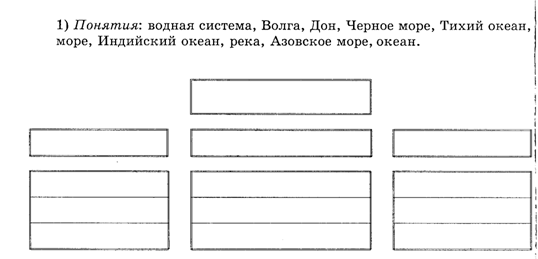 1) Понятия: водная система, Волга, Дон, Черное море, Тихий океан,
море, Индийский океан, река, Азовское море, океан.